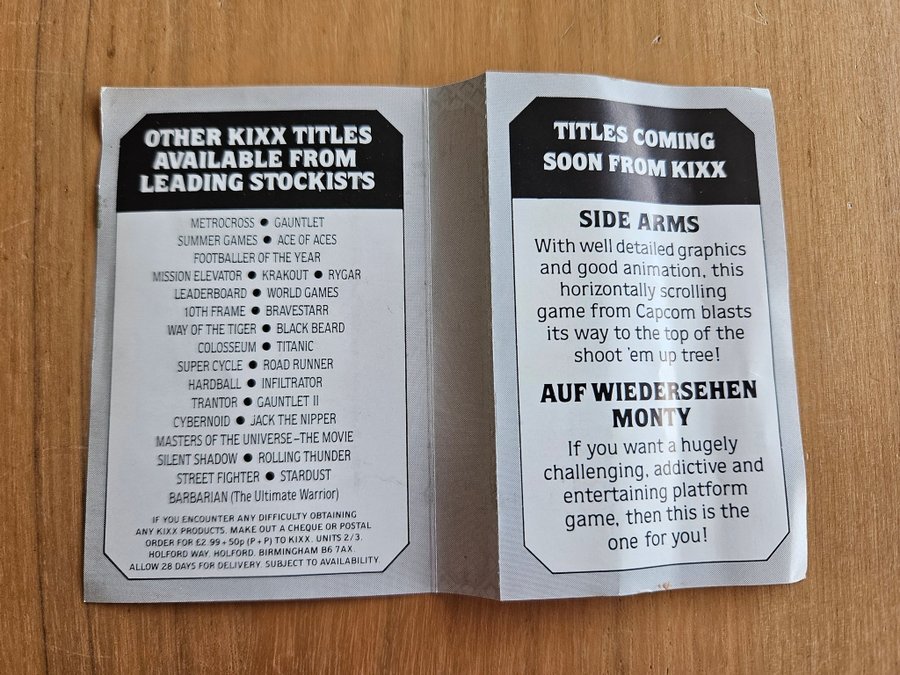 OTHER KIXX TITLES
AVAILABLE FROM
LEADING STOCKISTS
METROCROSS ● GAUNTLET
SUMMER GAMES ● ACE OF ACES
FOOTBALLER OF THE YEAR
MISSION ELEVATOR ● KRAKOUT ● RYGAR
LEADERBOARD ● WORLD GAMES
10TH FRAME ● BRAVESTARR
WAY OF THE TIGER ● BLACK BEARD
COLOSSEUM ● TITANIC
SUPER CYCLE ● ROAD RUNNER
HARDBALL ● INFILTRATOR
TRANTOR ● GAUNTLET II
CYBERNOID ● JACK THE NIPPER
MASTERS OF THE UNIVERSE–THE MOVIE
SILENT SHADOW ● ROLLING THUNDER
STREET FIGHTER ● STARDUST
BARBARIAN (The Ultimate Warrior)
IF YOU ENCOUNTER ANY DIFFICULTY OBTAINING
ANY KIXX PRODUCTS. MAKE OUT A CHEQUE OR POSTAL
ORDER FOR £2.99 + 50p (P + P) TO KIXX. UNITS 2/3.
HOLFORD WAY. HOLFORD. BIRMINGHAM B6 7AX.
ALLOW 28 DAYS FOR DELIVERY. SUBJECT TO AVAILABILITY.
TITLES COMING
SOON FROM KIXX
SIDE ARMS
With well detailed graphics
and good animation, this
horizontally scrolling
game from Capcom blasts
its way to the top of the
shoot 'em up tree!
AUF WIEDERSEHEN
MONTY
If you want a hugely
challenging, addictive and
entertaining platform
game, then this is the
one for you!